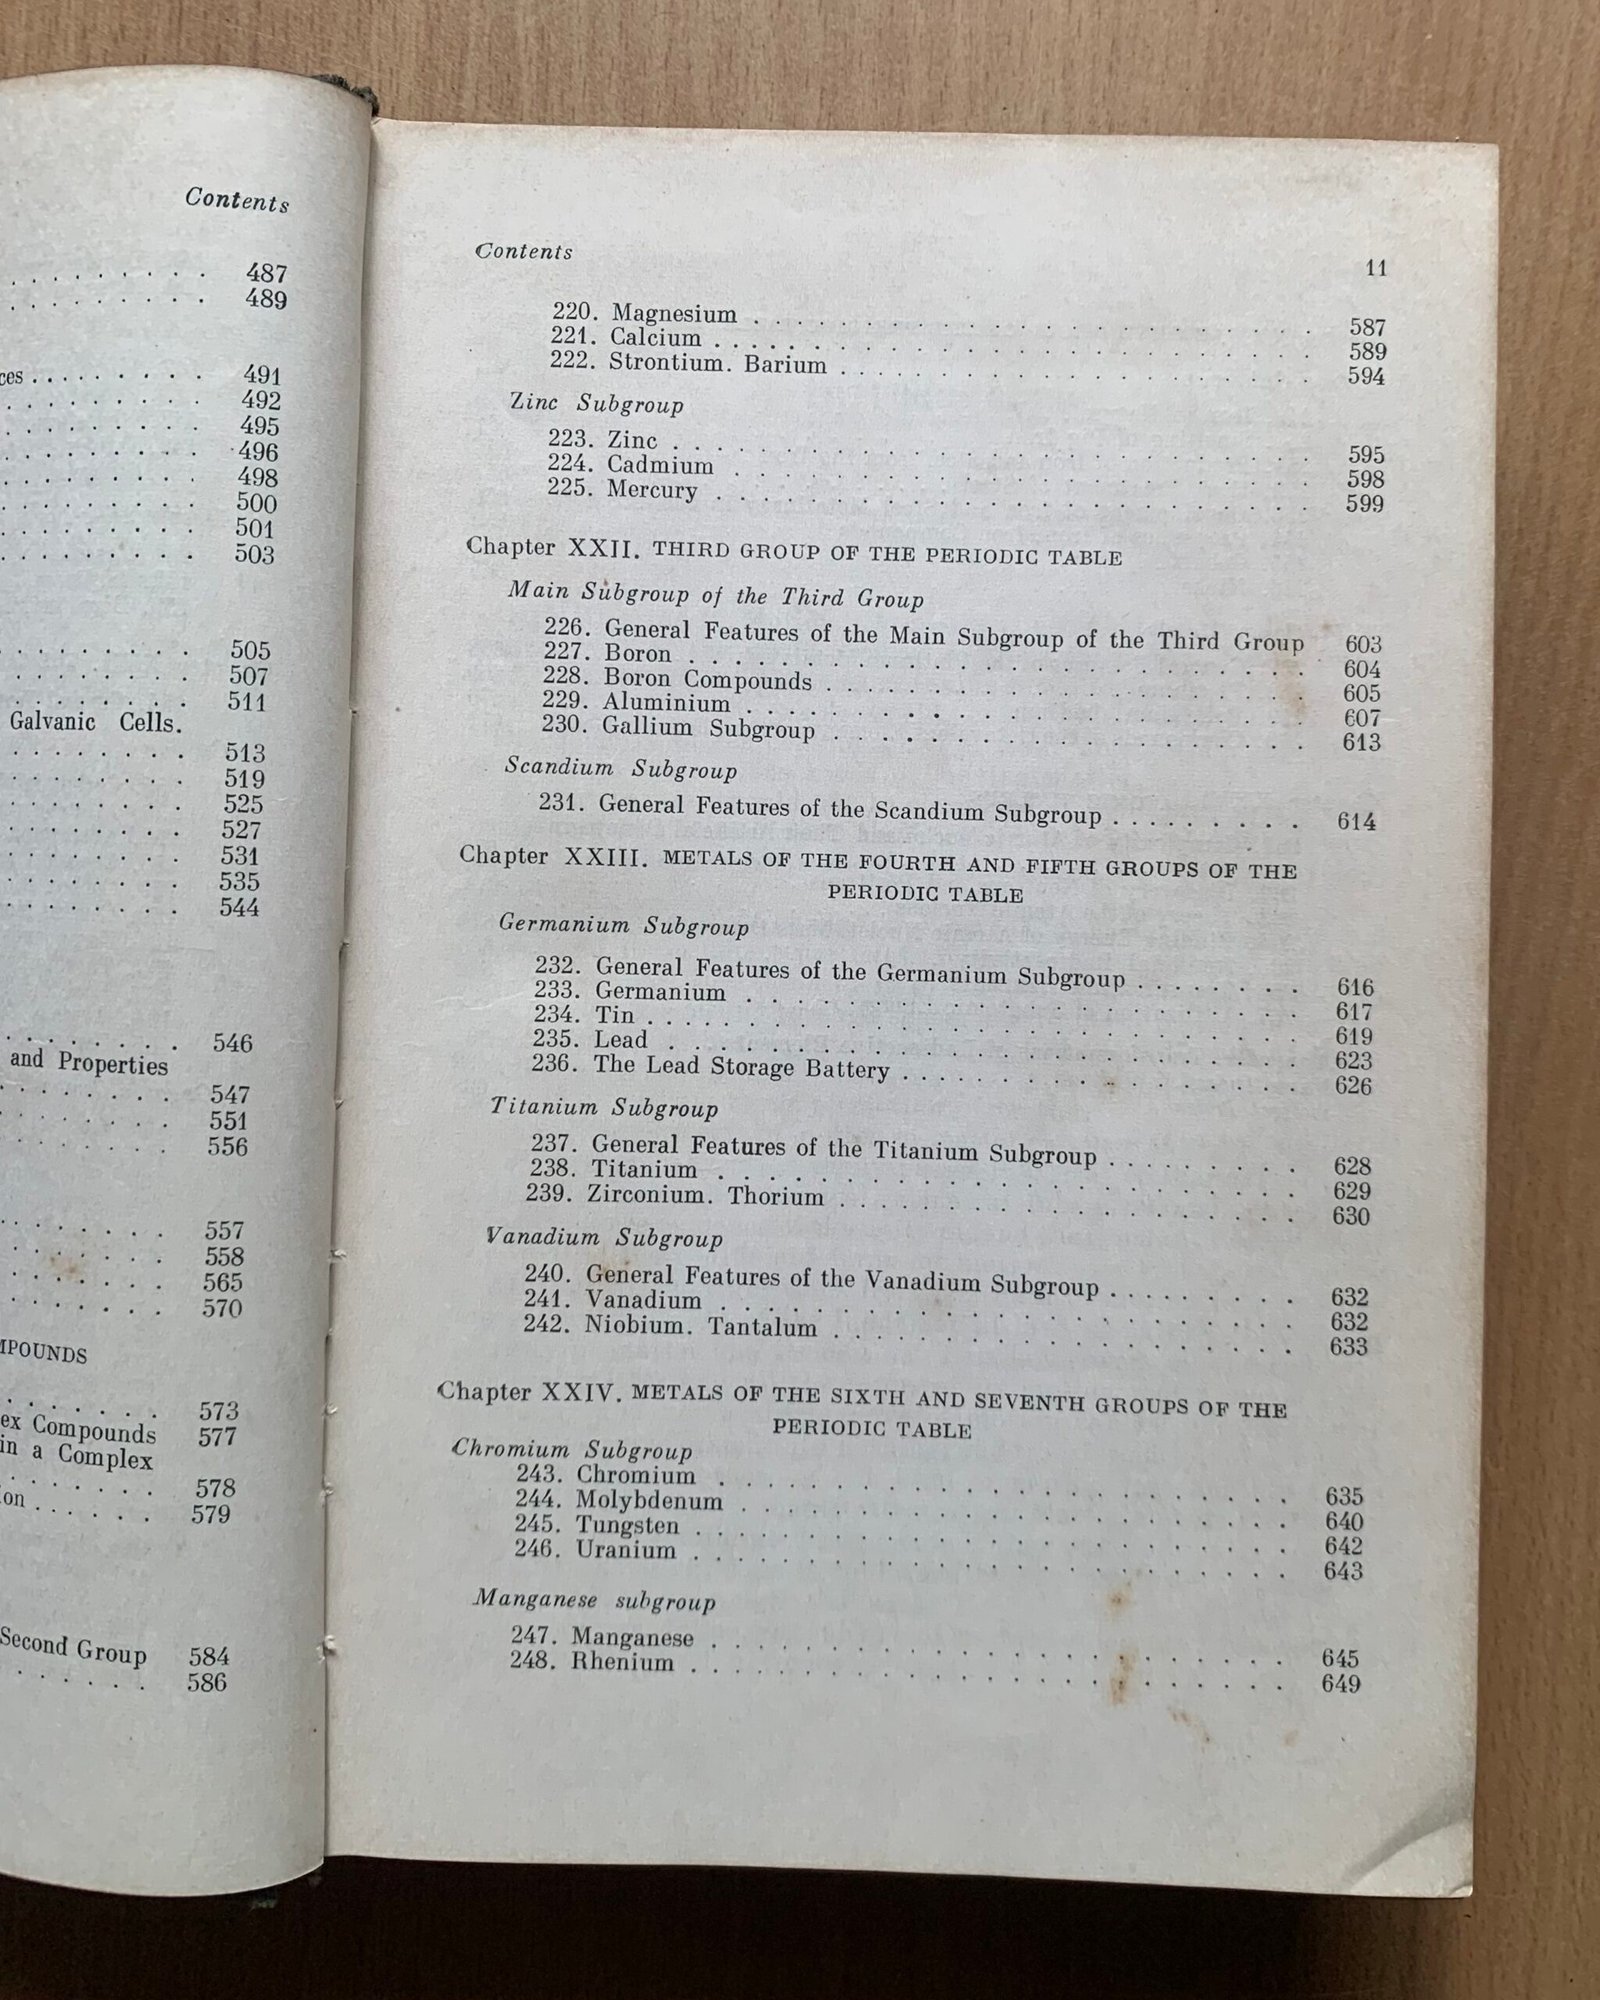 Contents
487
489
491
492
495
496
498
500
501
503
505
507
511
Galvanic Cells.
513
519
525
527
531
535
544
546
and Properties
547
551
556
557
558
565
570
573
Compounds 577
in a Complex
578
579
Second Group 584
586
Contents 11
220. Magnesium . . . . . . . . . . . . . . . . . . . . 587
221. Calcium . . . . . . . . . . . . . . . . . . . . 589
222. Strontium. Barium . . . . . . . . . . . . . . . . 594
Zinc Subgroup
223. Zinc . . . . . . . . . . . . . . . . . . . . 595
224. Cadmium . . . . . . . . . . . . . . . . . . . . 598
225. Mercury . . . . . . . . . . . . . . . . . . . . 599
Chapter XXII. THIRD GROUP OF THE PERIODIC TABLE
Main Subgroup of the Third Group
226. General Features of the Main Subgroup of the Third Group 603
227. Boron . . . . . . . . . . . . . . . . . . . . 604
228. Boron Compounds . . . . . . . . . . . . . . . . 605
229. Aluminium . . . . . . . . . . . . . . . . . . . . 607
230. Gallium Subgroup . . . . . . . . . . . . . . . . 613
Scandium Subgroup
231. General Features of the Scandium Subgroup . . . . . . . . 614
Chapter XXIII. METALS OF THE FOURTH AND FIFTH GROUPS OF THE
PERIODIC TABLE
Germanium Subgroup
232. General Features of the Germanium Subgroup . . . . . . . 616
233. Germanium . . . . . . . . . . . . . . . . . . . . 617
234. Tin . . . . . . . . . . . . . . . . . . . . 619
235. Lead . . . . . . . . . . . . . . . . . . . . 623
236. The Lead Storage Battery . . . . . . . . . . . . . . 626
Titanium Subgroup
237. General Features of the Titanium Subgroup . . . . . . . . 628
238. Titanium . . . . . . . . . . . . . . . . . . . . 629
239. Zirconium. Thorium . . . . . . . . . . . . . . . . 630
Vanadium Subgroup
240. General Features of the Vanadium Subgroup . . . . . . . . 632
241. Vanadium . . . . . . . . . . . . . . . . . . . . 632
242. Niobium. Tantalum . . . . . . . . . . . . . . . . 633
Chapter XXIV. METALS OF THE SIXTH AND SEVENTH GROUPS OF THE
PERIODIC TABLE
Chromium Subgroup
243. Chromium . . . . . . . . . . . . . . . . . . . . 635
244. Molybdenum . . . . . . . . . . . . . . . . . . . . 640
245. Tungsten . . . . . . . . . . . . . . . . . . . . 642
246. Uranium . . . . . . . . . . . . . . . . . . . . 643
Manganese subgroup
247. Manganese . . . . . . . . . . . . . . . . . . . . 645
248. Rhenium . . . . . . . . . . . . . . . . . . . . 649